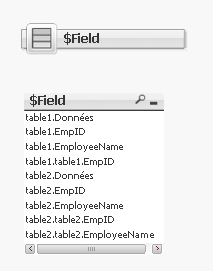 $Field
$Field
table1.Données
table1.EmpID
table1.EmployeeName
table1.table1.EmpID
table2.Données
table2.EmpID
table2.EmployeeName
table2.table2.EmpID
table2.table2.EmployeeName